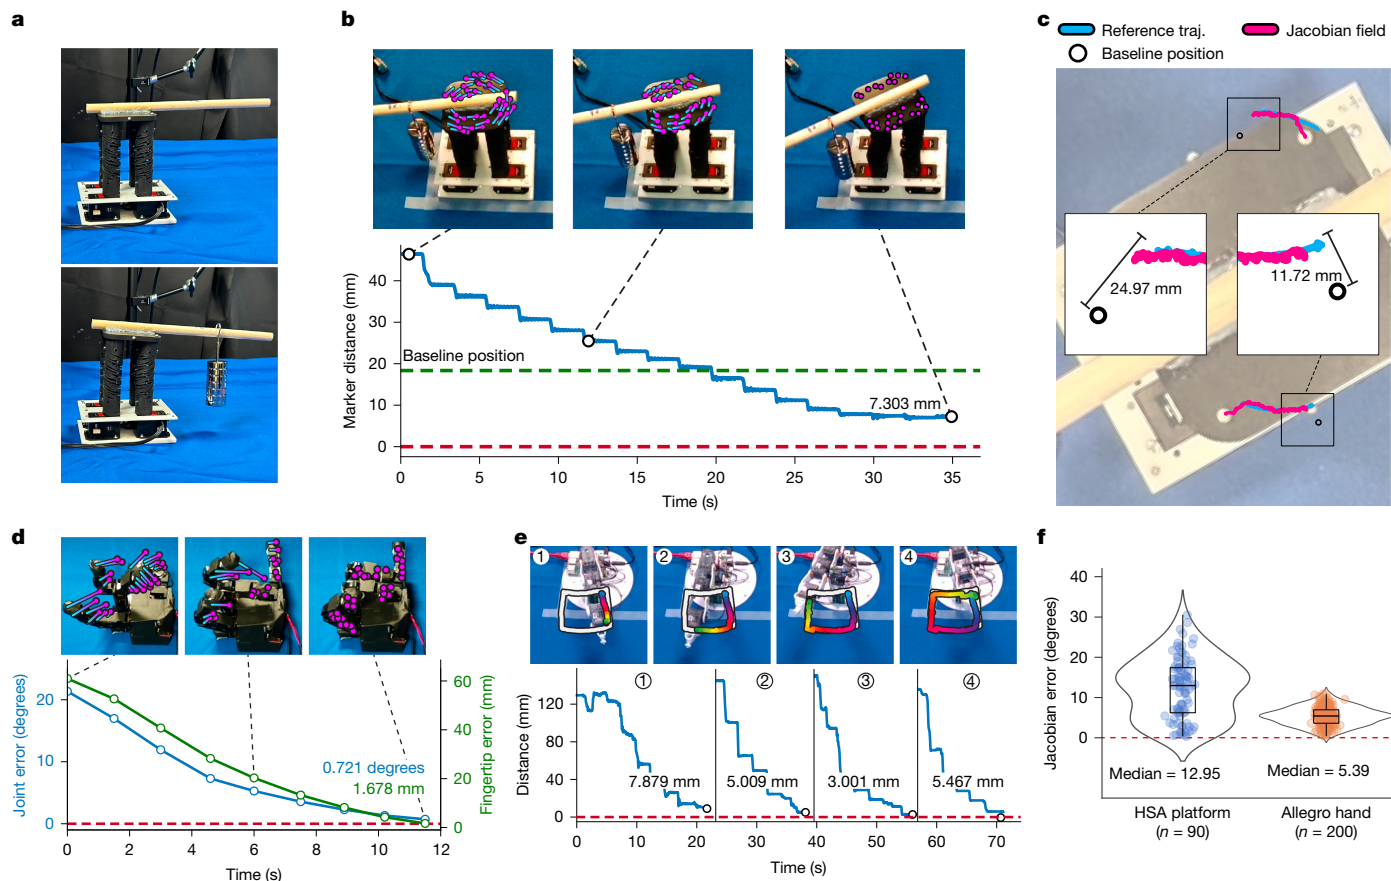 a
b
c
Reference traj.
Jacobian field
Baseline position
24.97 mm
11.72 mm
Marker distance (mm)
40
30
20
10
0
Baseline position
7.303 mm
0
5
10
15
20
25
30
35
Time (s)
d
Joint error (degrees)
20
10
0
0.721 degrees
1.678 mm
Fingertip error (mm)
60
40
20
0
0
2
4
6
8
10
12
Time (s)
e
1
2
3
4
Distance (mm)
120
80
40
0
1
2
3
4
7.879 mm
5.009 mm
3.001 mm
5.467 mm
0
10
20
30
40
50
60
70
Time (s)
f
Jacobian error (degrees)
40
30
20
10
0
Median = 12.95
Median = 5.39
HSA platform
(n = 90)
Allegro hand
(n = 200)